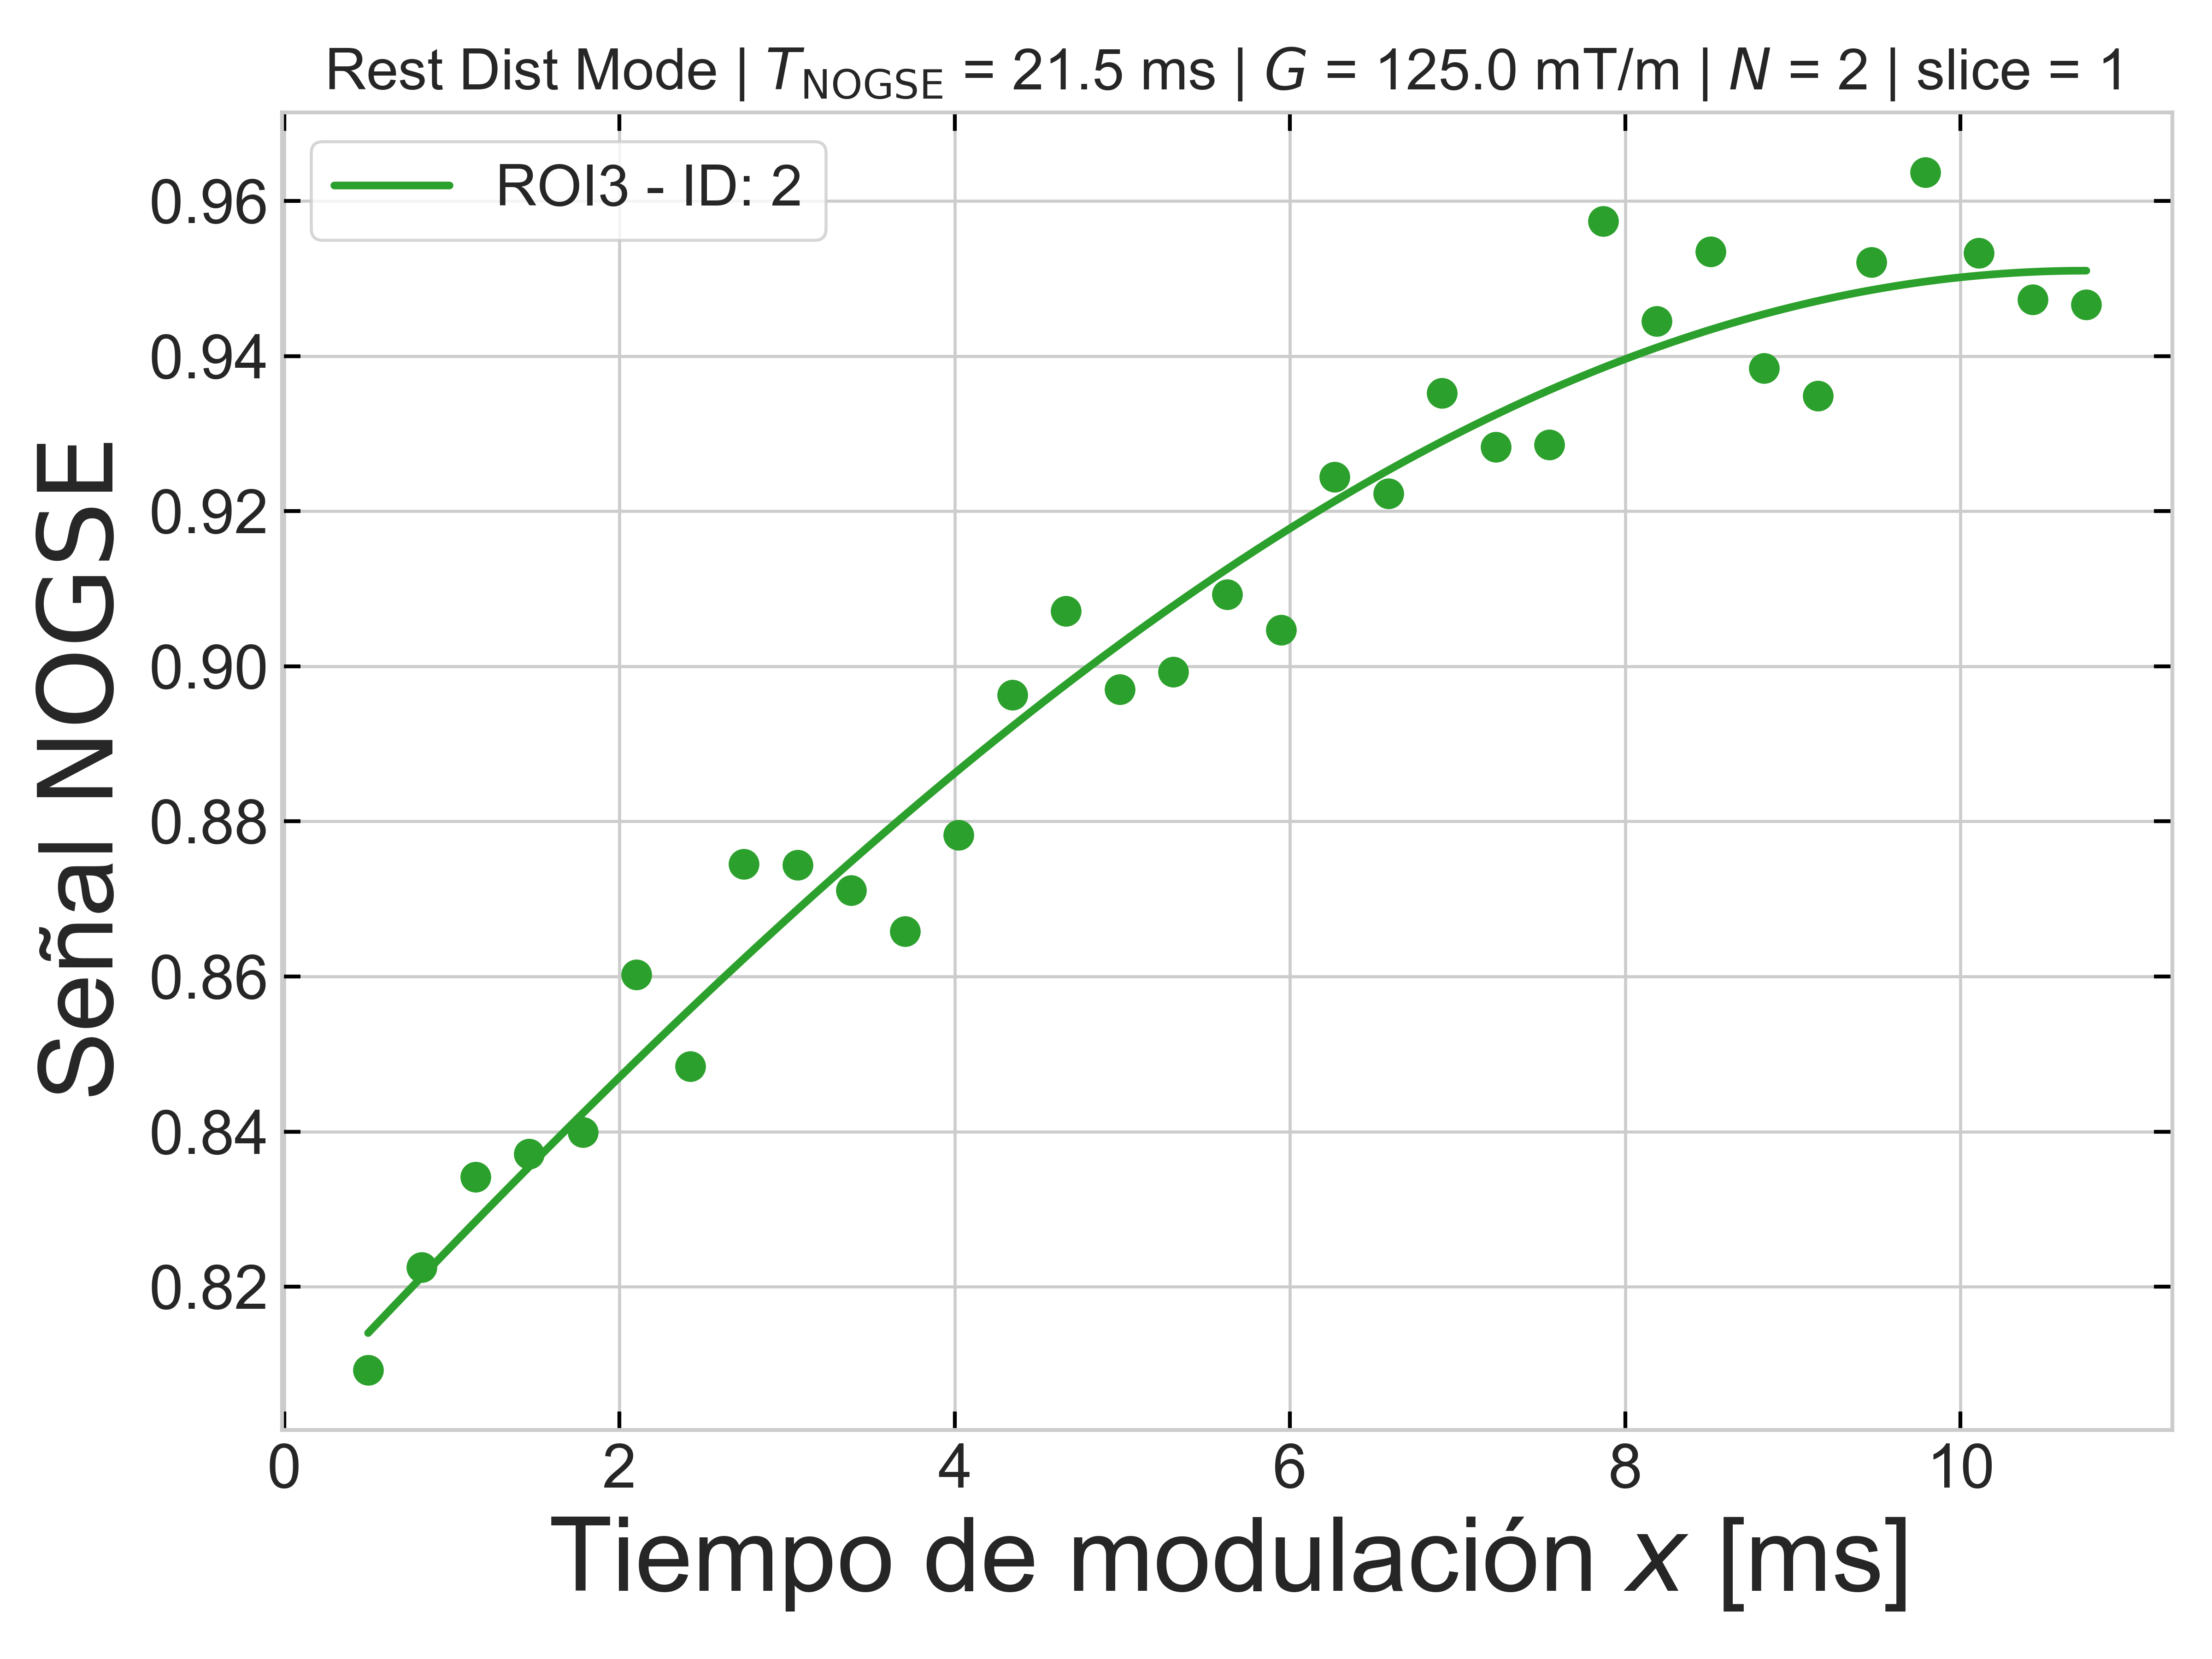 Rest Dist Mode | T_NOGSE = 21.5 ms | G = 125.0 mT/m | N = 2 | slice = 1
ROI3 - ID: 2
Señal NOGSE
0.96
0.94
0.92
0.90
0.88
0.86
0.84
0.82
0 2 4 6 8 10
Tiempo de modulación x [ms]